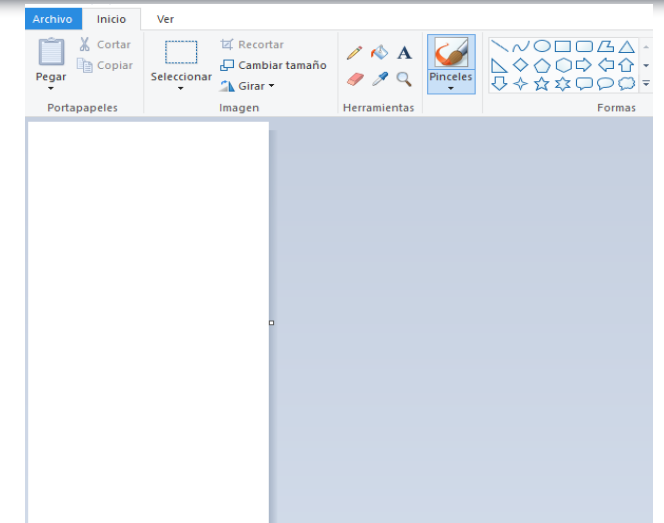 Archivo Inicio Ver
Cortar Recortar
Copiar Cambiar tamaño A
Pegar Seleccionar Girar Pinceles
Portapapeles Imagen Herramientas Formas